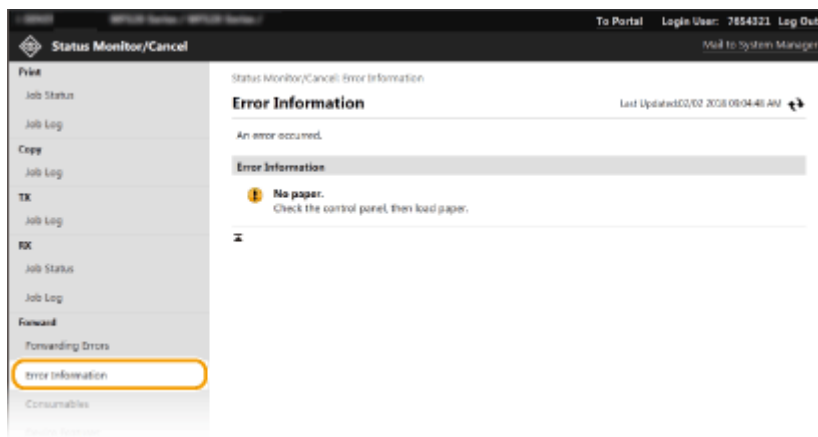 To Portal Login User: 7654321 Log Out
Status Monitor/Cancel
Mail to System Manager
Print
Job Status
Job Log
Copy
Job Log
TX
Job Log
RX
Job Status
Job Log
Forward
Forwarding Errors
Error Information
Consumables
Status Monitor/Cancel: Error Information
Error Information
Last Updated:02/02 2018 09:04:48 AM
An error occurred.
Error Information
No paper.
Check the control panel, then load paper.